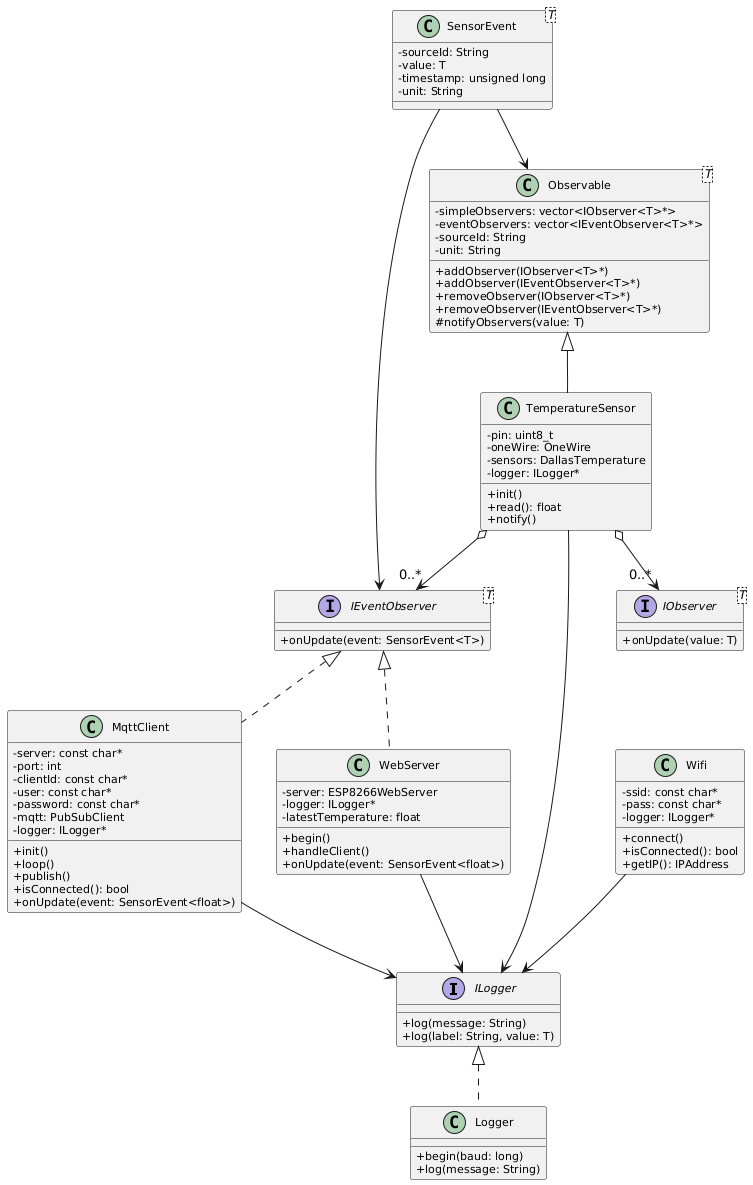 C SensorEvent T
-sourceId: String
-value: T
-timestamp: unsigned long
-unit: String
C Observable T
-simpleObservers: vector<IObserver<T>*>
-eventObservers: vector<IEventObserver<T>*>
-sourceId: String
-unit: String
+addObserver(IObserver<T>*)
+addObserver(IEventObserver<T>*)
+removeObserver(IObserver<T>*)
+removeObserver(IEventObserver<T>*)
#notifyObservers(value: T)
C TemperatureSensor
-pin: uint8_t
-oneWire: OneWire
-sensors: DallasTemperature
-logger: ILogger*
+init()
+read(): float
+notify()
0..*
0..*
I IEventObserver T
+onUpdate(event: SensorEvent<T>)
I IObserver T
+onUpdate(value: T)
C MqttClient
-server: const char*
-port: int
-clientId: const char*
-user: const char*
-password: const char*
-mqtt: PubSubClient
-logger: ILogger*
+init()
+loop()
+publish()
+isConnected(): bool
+onUpdate(event: SensorEvent<float>)
C WebServer
-server: ESP8266WebServer
-logger: ILogger*
-latestTemperature: float
+begin()
+handleClient()
+onUpdate(event: SensorEvent<float>)
C Wifi
-ssid: const char*
-pass: const char*
-logger: ILogger*
+connect()
+isConnected(): bool
+getIP(): IPAddress
I ILogger
+log(message: String)
+log(label: String, value: T)
C Logger
+begin(baud: long)
+log(message: String)